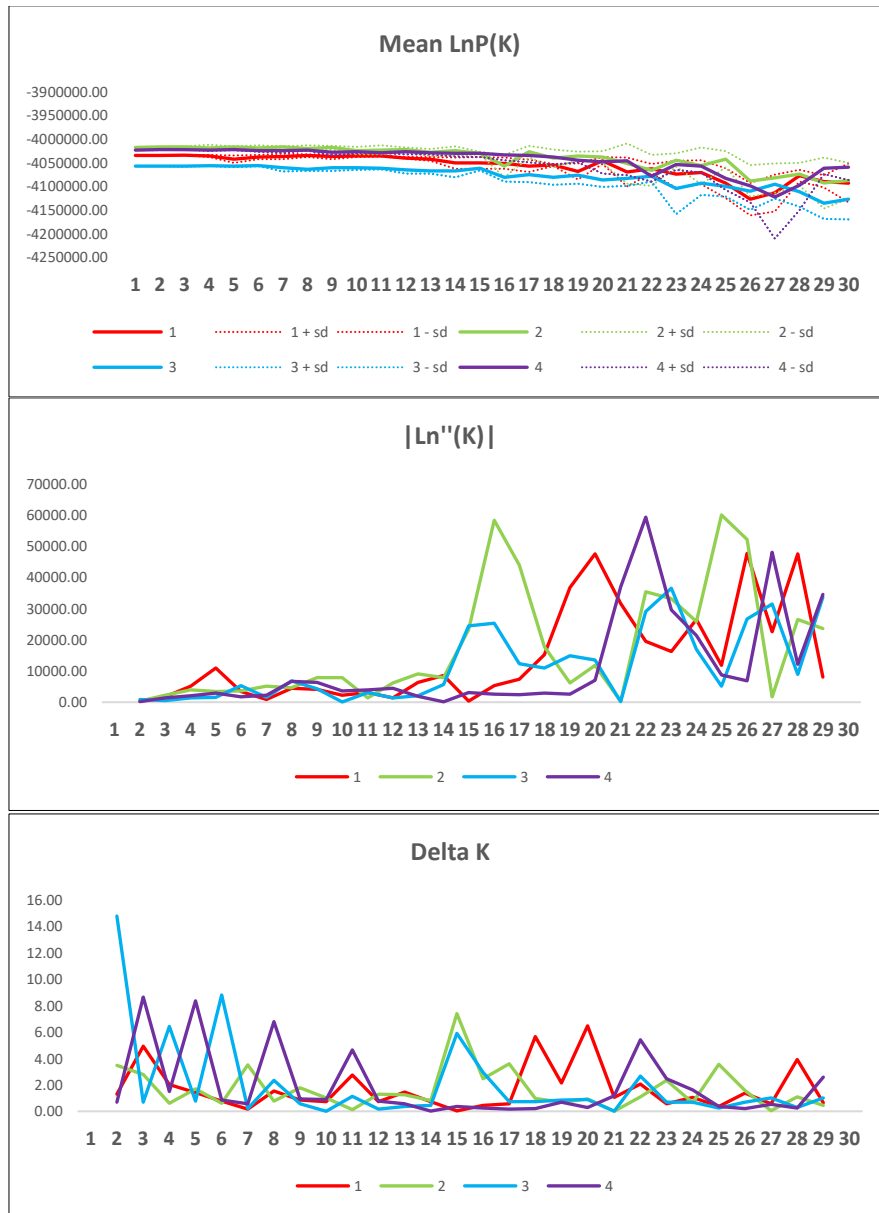 Mean LnP(K)
-3900000.00
-3950000.00
-4000000.00
-4050000.00
-4100000.00
-4150000.00
-4200000.00
-4250000.00
1 2 3 4 5 6 7 8 9 10 11 12 13 14 15 16 17 18 19 20 21 22 23 24 25 26 27 28 29 30
1 1 + sd 1 - sd 2 2 + sd 2 - sd
3 3 + sd 3 - sd 4 4 + sd 4 - sd
|Ln''(K)|
70000.00
60000.00
50000.00
40000.00
30000.00
20000.00
10000.00
0.00
1 2 3 4 5 6 7 8 9 10 11 12 13 14 15 16 17 18 19 20 21 22 23 24 25 26 27 28 29 30
1 2 3 4
Delta K
16.00
14.00
12.00
10.00
8.00
6.00
4.00
2.00
0.00
1 2 3 4 5 6 7 8 9 10 11 12 13 14 15 16 17 18 19 20 21 22 23 24 25 26 27 28 29 30
1 2 3 4